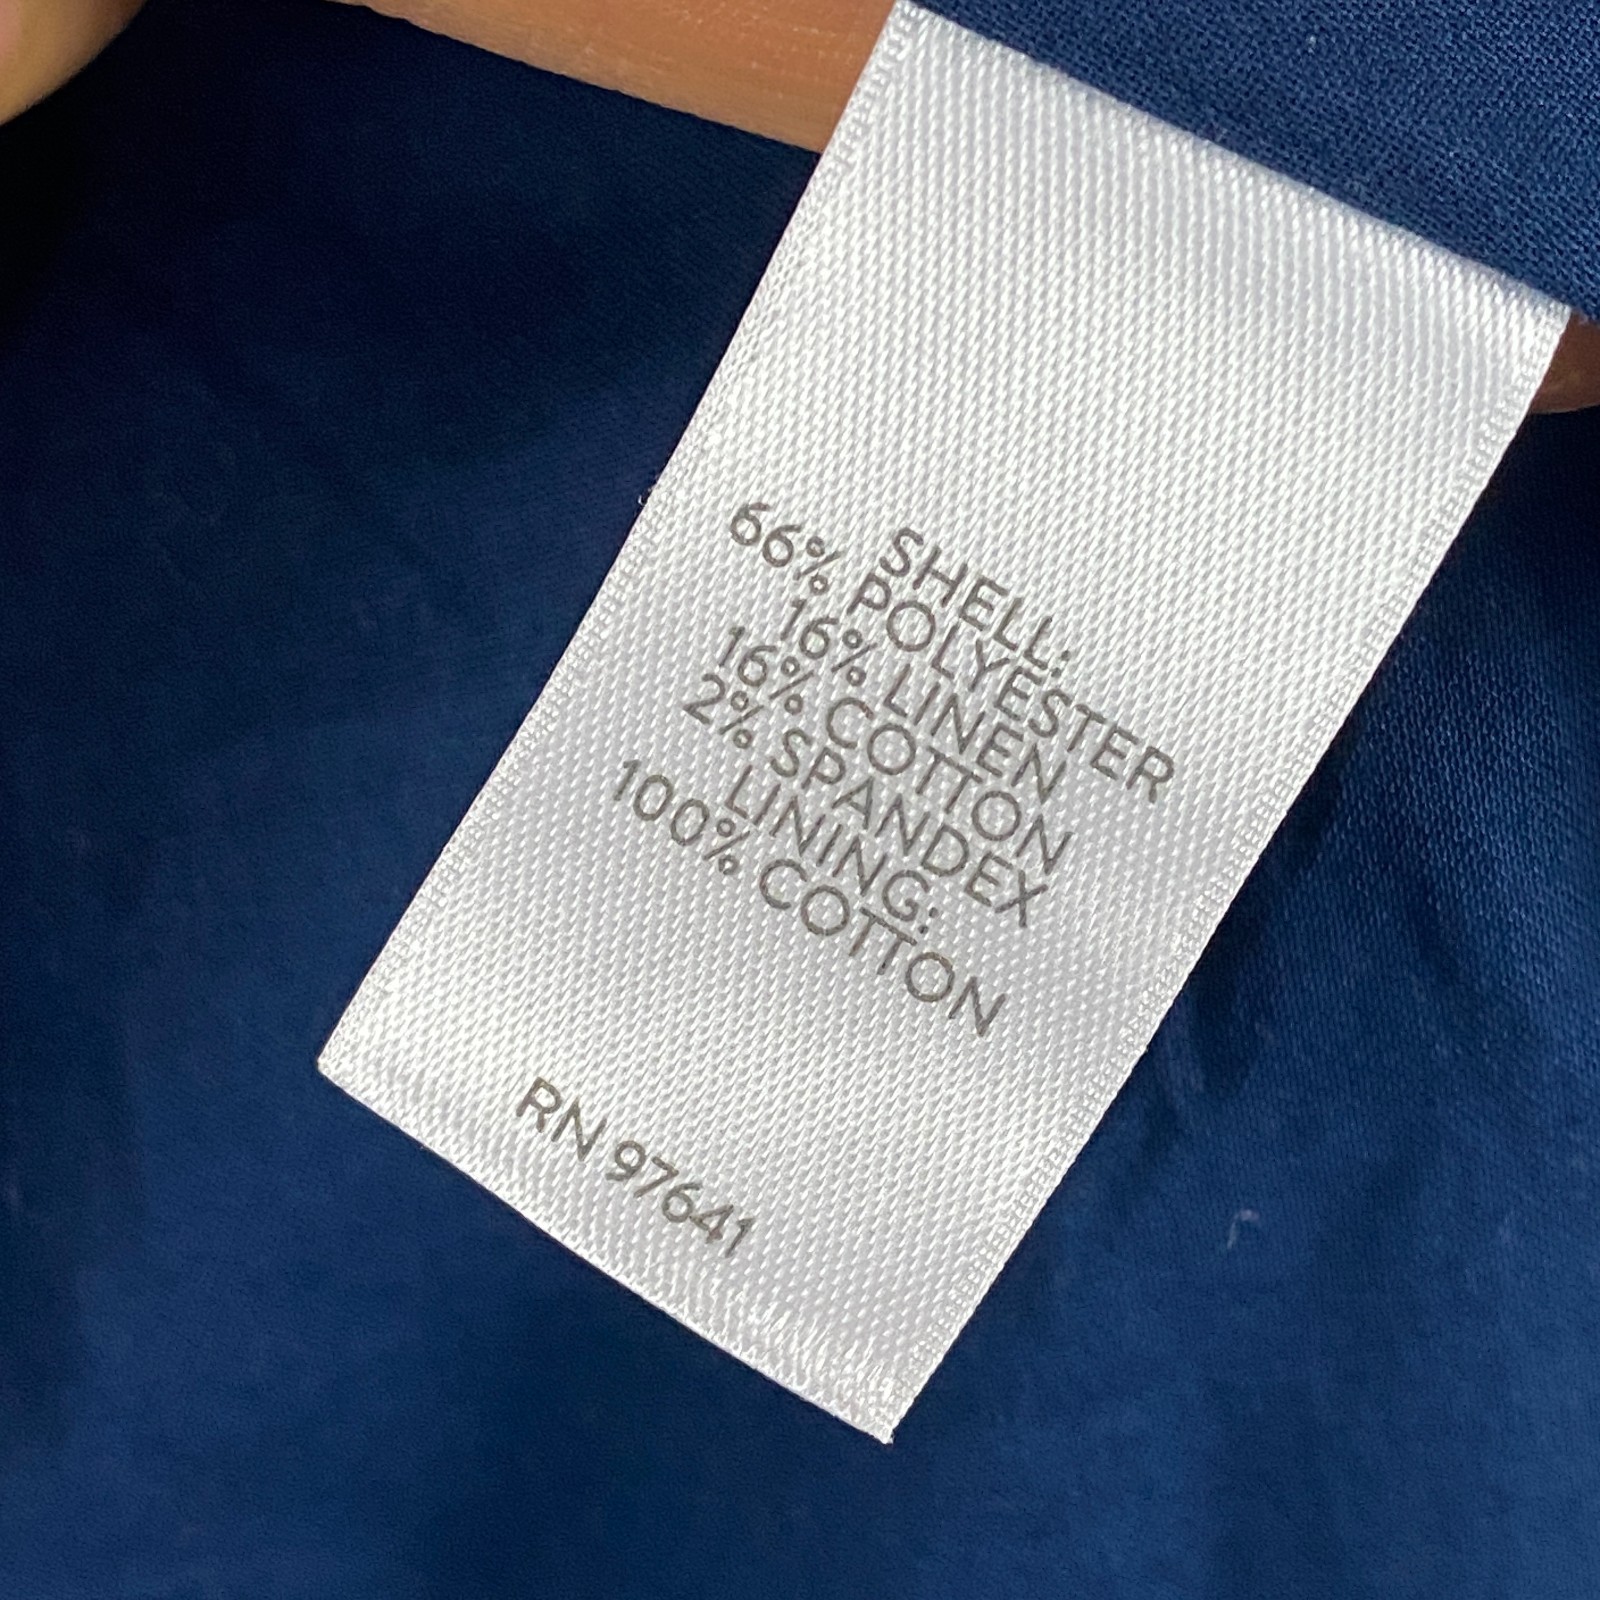 SHELL:
66% POLYESTER
16% LINEN
16% COTTON
2% SPANDEX
LINING:
100% COTTON
RN 97641